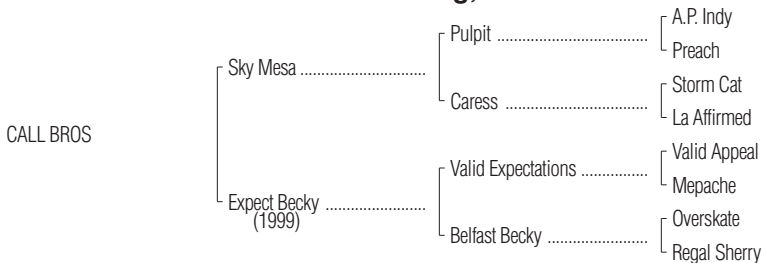 A.P. Indy
Pulpit ................................................
Preach
Sky Mesa ..............................
Storm Cat
Caress ..............................................
La Affirmed
CALL BROS
Valid Appeal
Valid Expectations ................
Mepache
Expect Becky ........................
(1999)
Overskate
Belfast Becky ........................
Regal Sherry